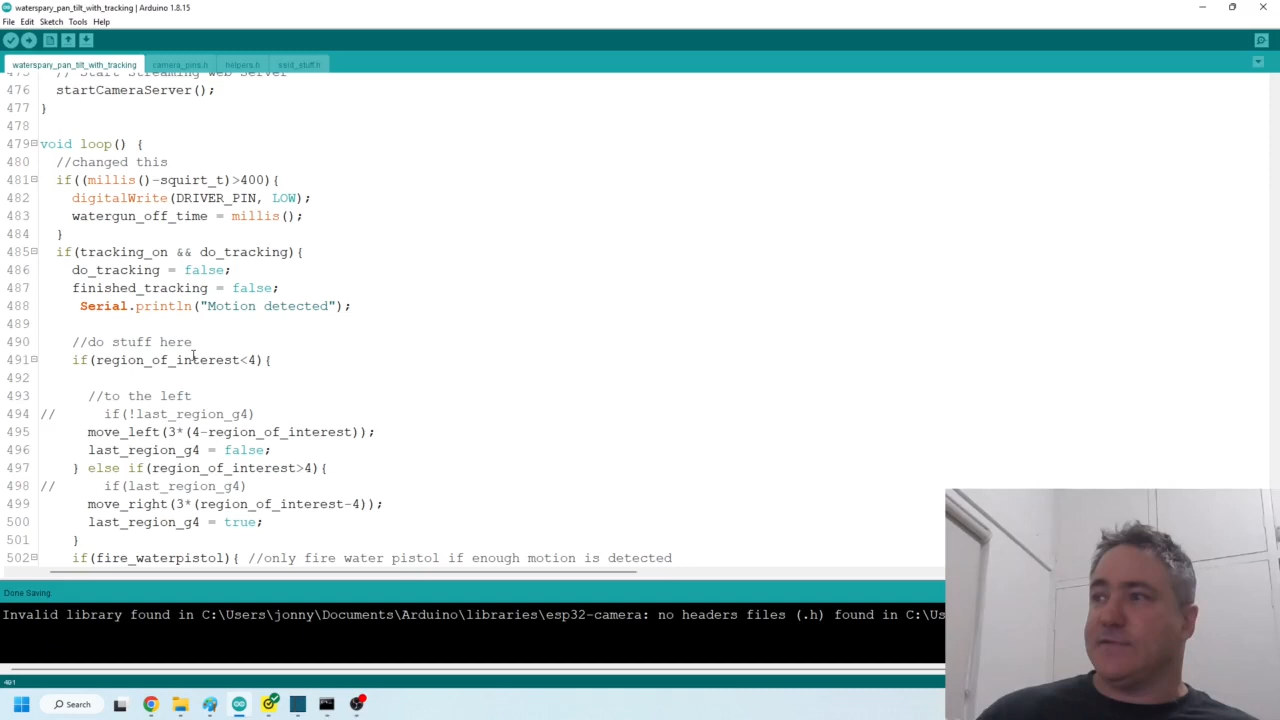 waterspary_pan_tilt_with_tracking | Arduino 1.8.15
File Edit Sketch Tools Help
waterspary_pan_tilt_with_tracking camera_pins.h helpers.h ssid_stuff.h
475 // Start streaming web server
476 startCameraServer();
477 }
478
479 void loop() {
480 //changed this
481 if((millis()-squirt_t)>400){
482 digitalWrite(DRIVER_PIN, LOW);
483 watergun_off_time = millis();
484 }
485 if(tracking_on && do_tracking){
486 do_tracking = false;
487 finished_tracking = false;
488 Serial.println("Motion detected");
489
490 //do stuff here
491 if(region_of_interest<4){
492
493 //to the left
494 // if(!last_region_g4)
495 move_left(3*(4-region_of_interest));
496 last_region_g4 = false;
497 } else if(region_of_interest>4){
498 // if(last_region_g4)
499 move_right(3*(region_of_interest-4));
500 last_region_g4 = true;
501 }
502 if(fire_waterpistol){ //only fire water pistol if enough motion is detected
Done Saving
Invalid library found in C:\Users\jonny\Documents\Arduino\libraries\esp32-camera: no headers files (.h) found in C:\Us
491
Search